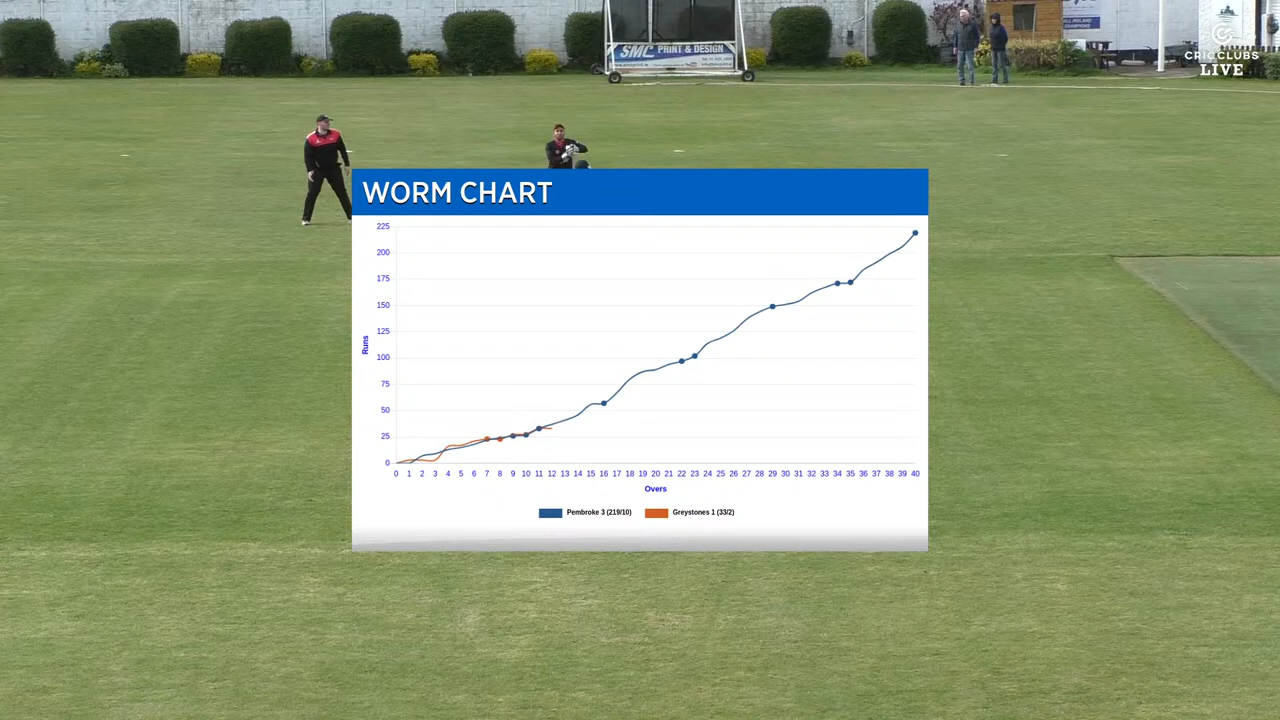 SMC PRINT & DESIGN
ALL IRELAND
CHAMPIONS
CRICCLUBS
LIVE
WORM CHART
225
200
175
150
125
100
75
50
25
0
Runs
0 1 2 3 4 5 6 7 8 9 10 11 12 13 14 15 16 17 18 19 20 21 22 23 24 25 26 27 28 29 30 31 32 33 34 35 36 37 38 39 40
Overs
Pembroke 3 (219/10) Greystones 1 (33/2)